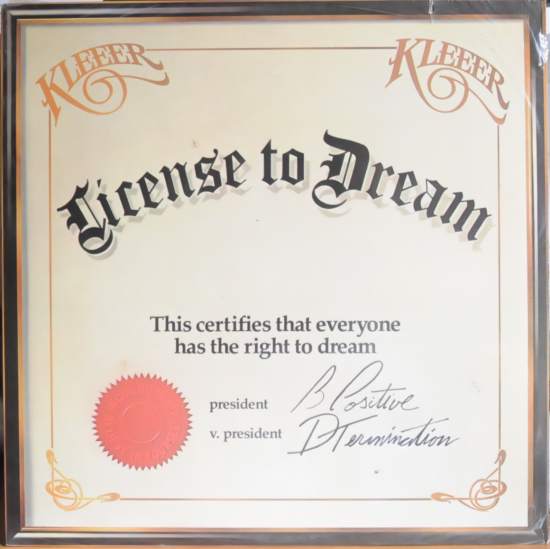 KLEEER KLEEER
License to Dream
This certifies that everyone
has the right to dream
president B Positive
v. president DTermination